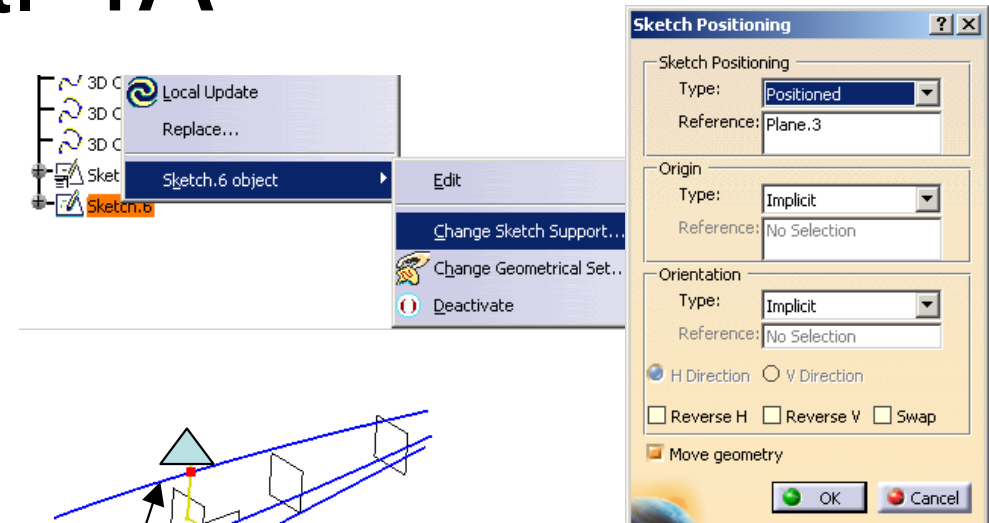 3D C
Local Update
3D C
Replace...
3D C
Sket
Sketch.6 object
Sketch.6
Edit
Change Sketch Support...
Change Geometrical Set..
Deactivate
Sketch Positioning
Sketch Positioning
Type: Positioned
Reference: Plane.3
Origin
Type: Implicit
Reference: No Selection
Orientation
Type: Implicit
Reference: No Selection
H Direction V Direction
Reverse H Reverse V Swap
Move geometry
OK Cancel